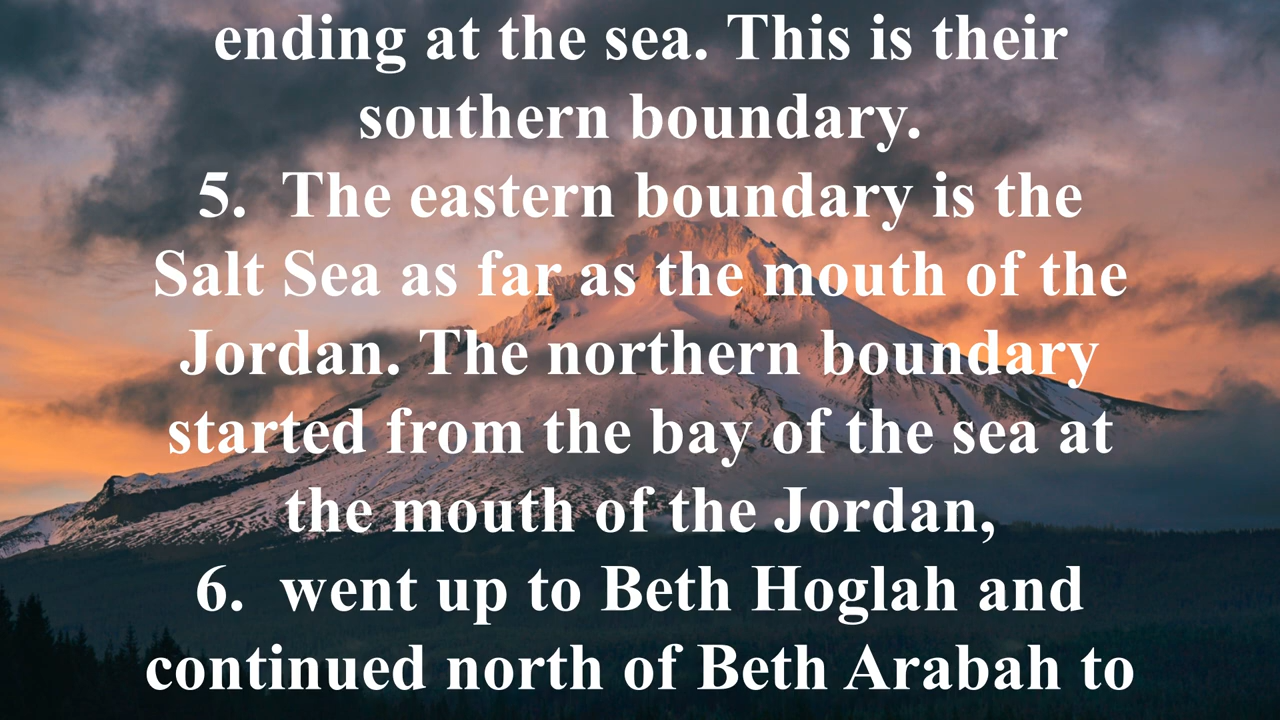 ending at the sea. This is their
southern boundary.
5. The eastern boundary is the
Salt Sea as far as the mouth of the
Jordan. The northern boundary
started from the bay of the sea at
the mouth of the Jordan,
6. went up to Beth Hoglah and
continued north of Beth Arabah to